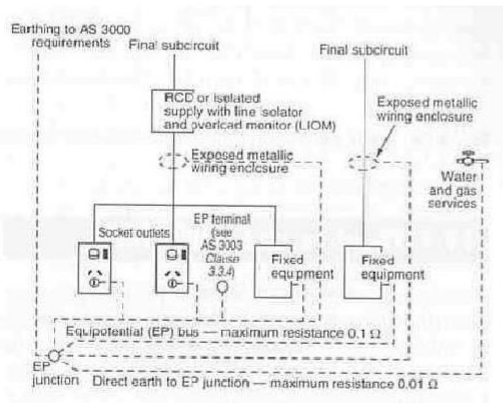 Earthing to AS 3000
requirements
Final subcircuit
Final subcircuit
RCD or isolated
supply with line isolator
and overload monitor (LIOM)
Exposed metallic
wiring enclosure
Exposed metallic
wiring enclosure
Water
and gas
services
Socket outlets
EP terminal
(see
AS 3003
Clause
3.3.4)
Fixed
equipment
Fixed
equipment
Equipotential (EP) bus — maximum resistance 0.1 Ω
EP
junction
Direct earth to EP junction — maximum resistance 0.01 Ω